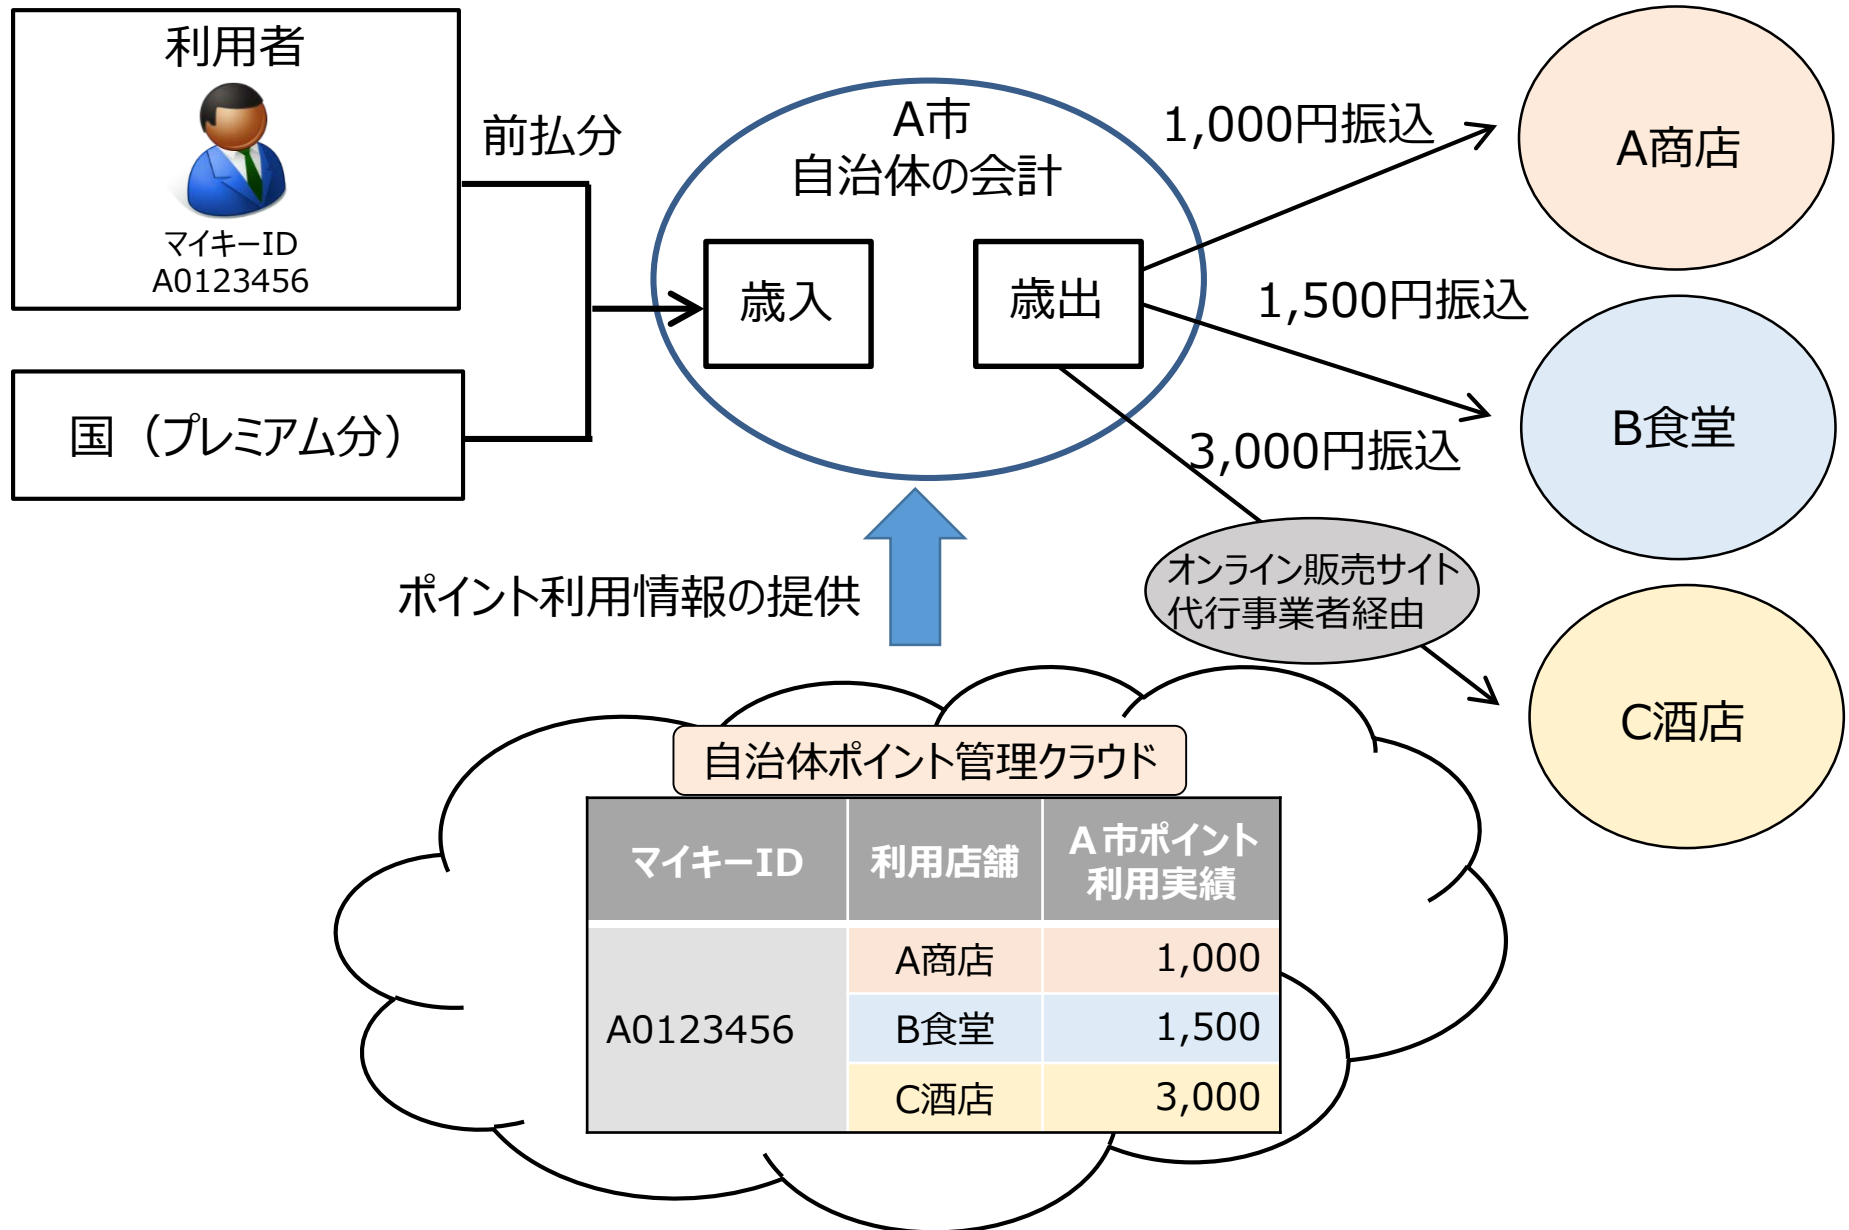 利用者
マイキーID
A0123456
前払分
国（プレミアム分）
A市
自治体の会計
歳入
歳出
1,000円振込
A商店
1,500円振込
B食堂
3,000円振込
オンライン販売サイト
代行事業者経由
C酒店
ポイント利用情報の提供
自治体ポイント管理クラウド
マイキーID 利用店舗 A市ポイント
利用実績
A0123456
A商店 1,000
B食堂 1,500
C酒店 3,000